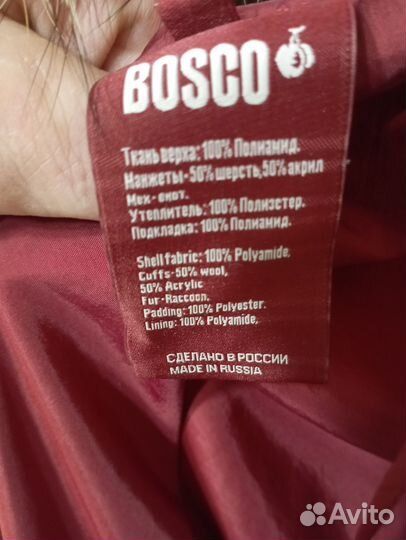 BOSCO
Ткань верха: 100% Полиамид.
Манжеты-50% шерсть,50% акрил
Мех-енот.
Утеплитель: 100% Полиэстер.
Подкладка: 100% Полиамид.
Shell fabric: 100% Polyamide,
Cuffs-50% wool,
50% Acrylic
Fur-Raccoon.
Padding: 100% Polyester.
Lining: 100% Polyamide,
СДЕЛАНО В РОССИИ
MADE IN RUSSIA
Avito